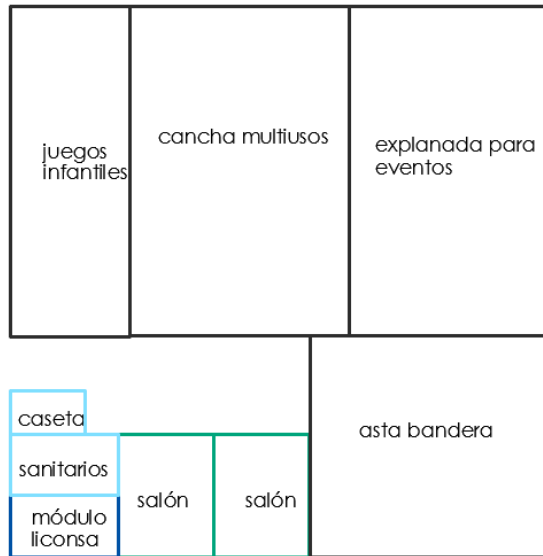 juegos
infantiles
cancha multiusos
explanada para
eventos
caseta
sanitarios
módulo
liconsa
salón
salón
asta bandera